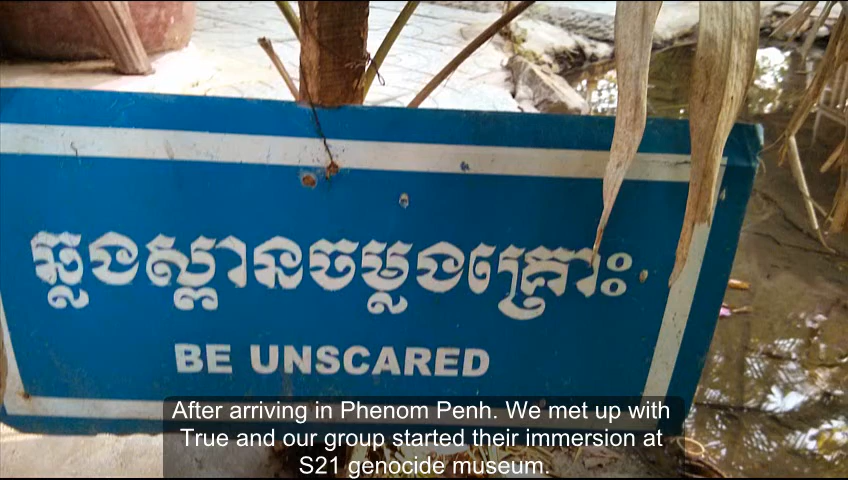 ឆ្លងស្ពានចម្លងគ្រោះ
BE UNSCARED
After arriving in Phenom Penh. We met up with
True and our group started their immersion at
S21 genocide museum.